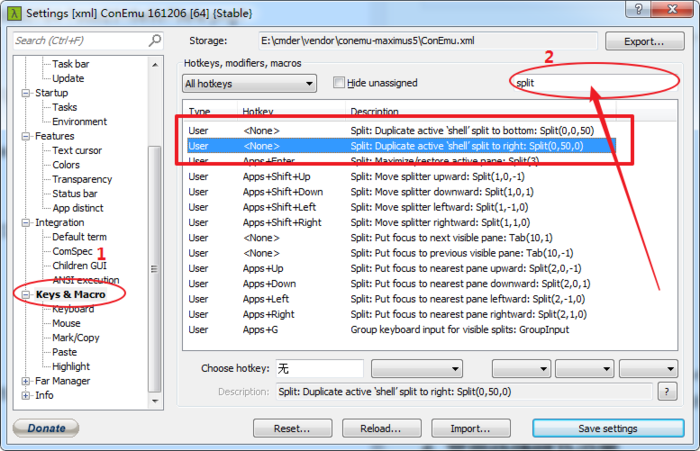 Settings [xml] ConEmu 161206 [64] {Stable}
Search (Ctrl+F)
Storage:
E:\cmder\vendor\conemu-maximus5\ConEmu.xml
Export...
Task bar
Update
Startup
Tasks
Environment
Features
Text cursor
Colors
Transparency
Status bar
App distinct
Integration
Default term
ComSpec
1
Children GUI
ANSI execution
Keys & Macro
Keyboard
Mouse
Mark/Copy
Paste
Highlight
Far Manager
Info
Hotkeys, modifiers, macros
2
All hotkeys
Hide unassigned
split
Type Hotkey Description
User <None> Split: Duplicate active 'shell' split to bottom: Split(0,0,50)
User <None> Split: Duplicate active 'shell' split to right: Split(0,50,0)
User Apps+Enter Split: Maximize/restore active pane: Split(3)
User Apps+Shift+Up Split: Move splitter upward: Split(1,0,-1)
User Apps+Shift+Down Split: Move splitter downward: Split(1,0,1)
User Apps+Shift+Left Split: Move splitter leftward: Split(1,-1,0)
User Apps+Shift+Right Split: Move splitter rightward: Split(1,1,0)
User <None> Split: Put focus to next visible pane: Tab(10,1)
User <None> Split: Put focus to previous visible pane: Tab(10,-1)
User Apps+Up Split: Put focus to nearest pane upward: Split(2,0,-1)
User Apps+Down Split: Put focus to nearest pane downward: Split(2,0,1)
User Apps+Left Split: Put focus to nearest pane leftward: Split(2,-1,0)
User Apps+Right Split: Put focus to nearest pane rightward: Split(2,1,0)
User Apps+G Group keyboard input for visible splits: GroupInput
Choose hotkey: 无
Description: Split: Duplicate active 'shell' split to right: Split(0,50,0)
?
Donate
Reset...
Reload...
Import...
Save settings